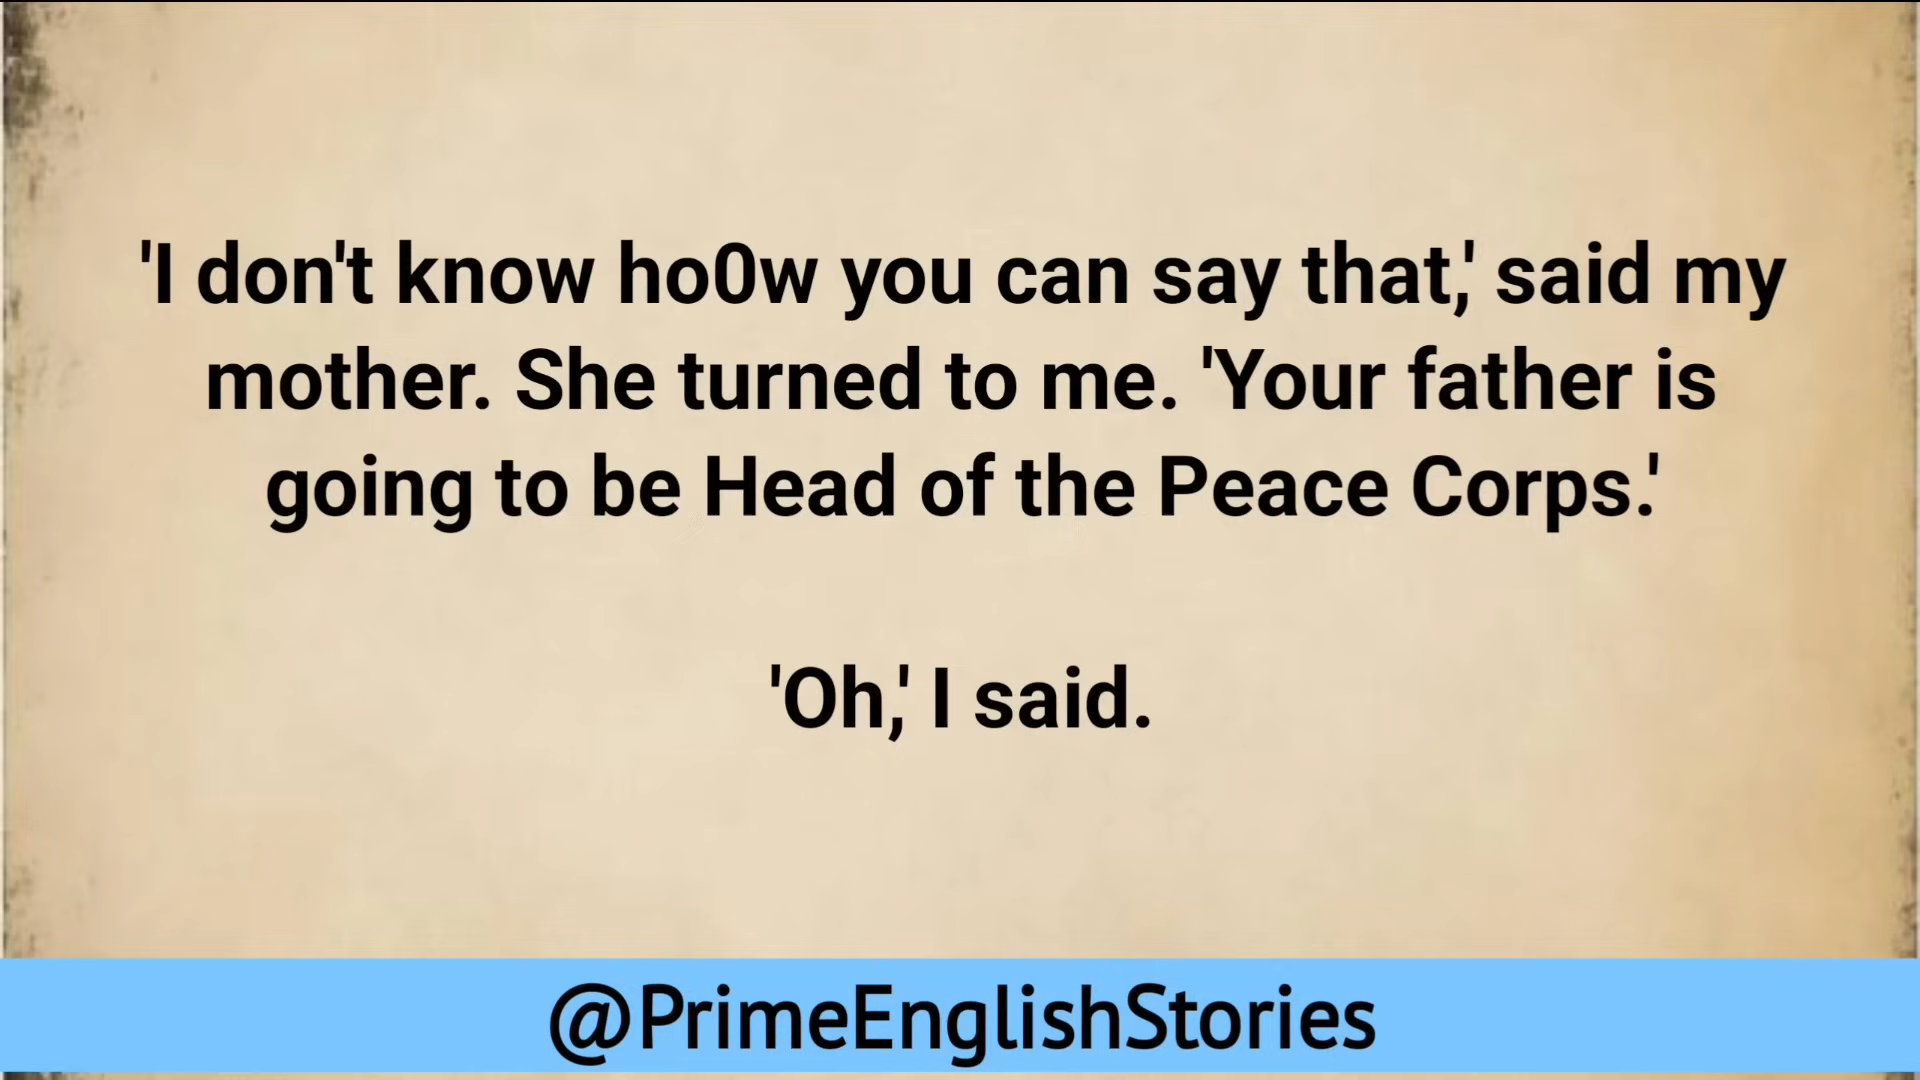 'I don't know ho0w you can say that,' said my
mother. She turned to me. 'Your father is
going to be Head of the Peace Corps.'
'Oh,' I said.
@PrimeEnglishStories